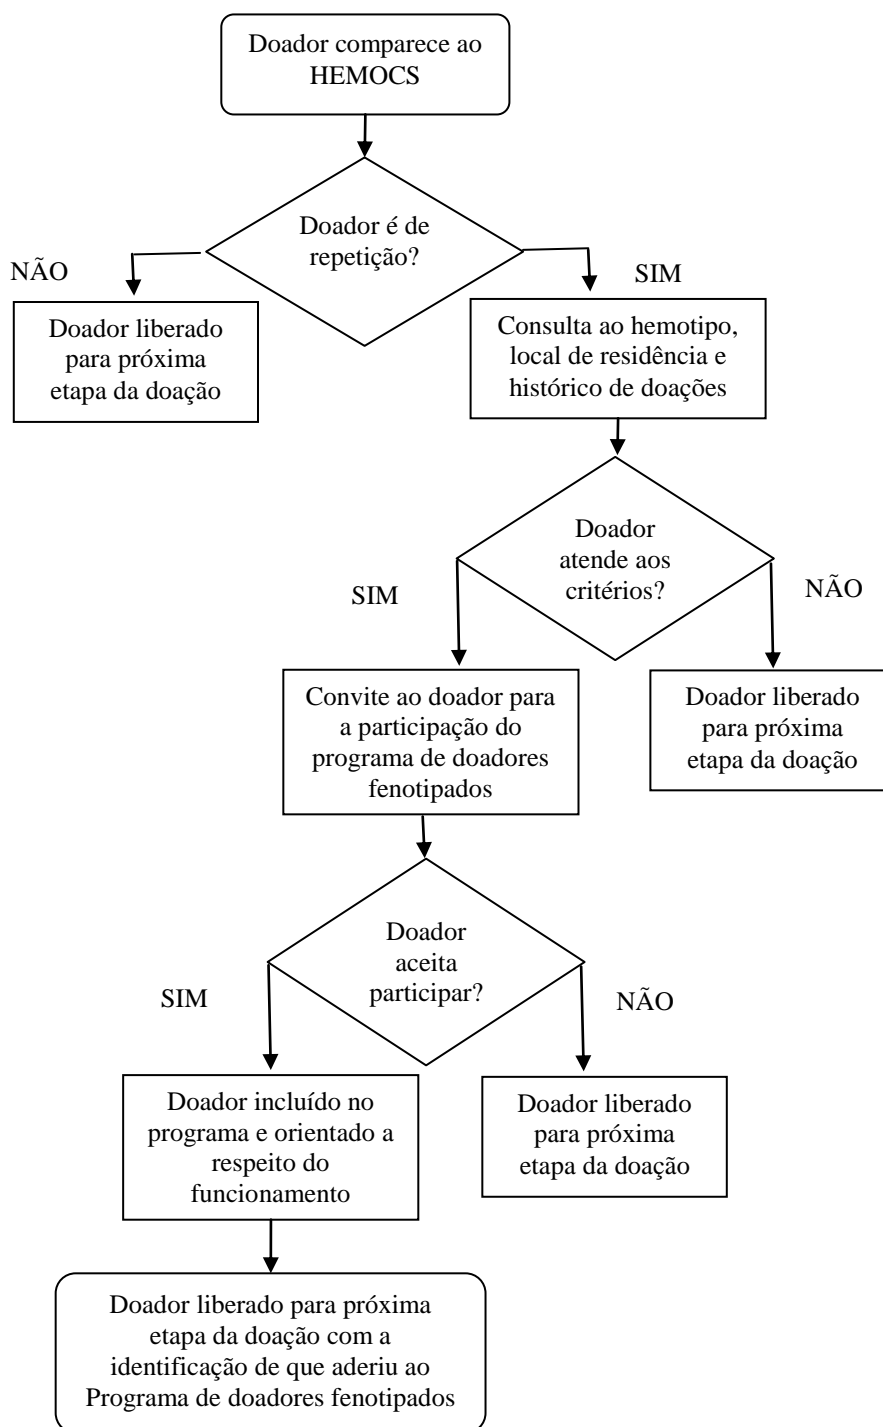 Doador comparece ao
HEMOCS
Doador é de
repetição?
NÃO
SIM
Doador liberado
para próxima
etapa da doação
Consulta ao hemotipo,
local de residência e
histórico de doações
Doador
atende aos
critérios?
SIM
NÃO
Convite ao doador para
a participação do
programa de doadores
fenotipados
Doador liberado
para próxima
etapa da doação
Doador
aceita
participar?
SIM
NÃO
Doador incluído no
programa e orientado a
respeito do
funcionamento
Doador liberado
para próxima
etapa da doação
Doador liberado para próxima
etapa da doação com a
identificação de que aderiu ao
Programa de doadores fenotipados